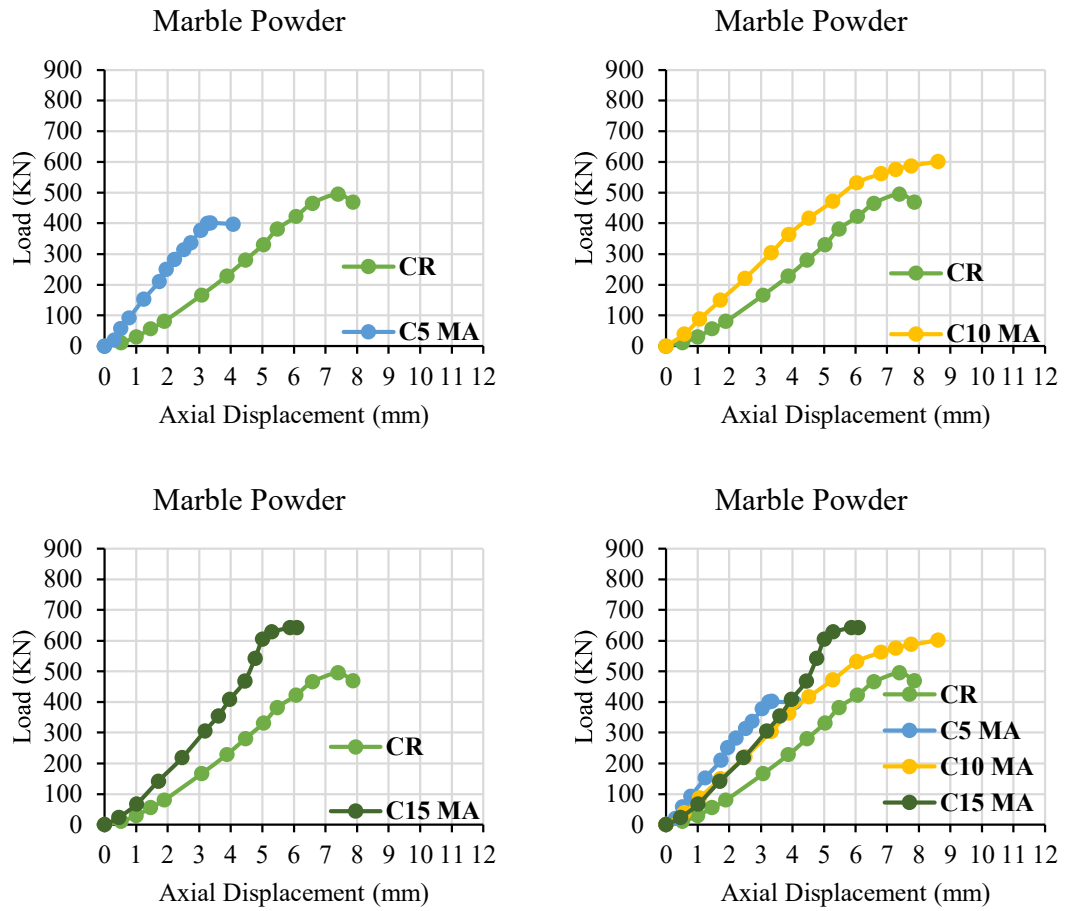 Marble Powder
900
800
700
600
500
400
300
200
100
0
Load (KN)
CR
C5 MA
0 1 2 3 4 5 6 7 8 9 10 11 12
Axial Displacement (mm)
Marble Powder
900
800
700
600
500
400
300
200
100
0
Load (KN)
CR
C10 MA
0 1 2 3 4 5 6 7 8 9 10 11 12
Axial Displacement (mm)
Marble Powder
900
800
700
600
500
400
300
200
100
0
Load (KN)
CR
C15 MA
0 1 2 3 4 5 6 7 8 9 10 11 12
Axial Displacement (mm)
Marble Powder
900
800
700
600
500
400
300
200
100
0
Load (KN)
CR
C5 MA
C10 MA
C15 MA
0 1 2 3 4 5 6 7 8 9 10 11 12
Axial Displacement (mm)